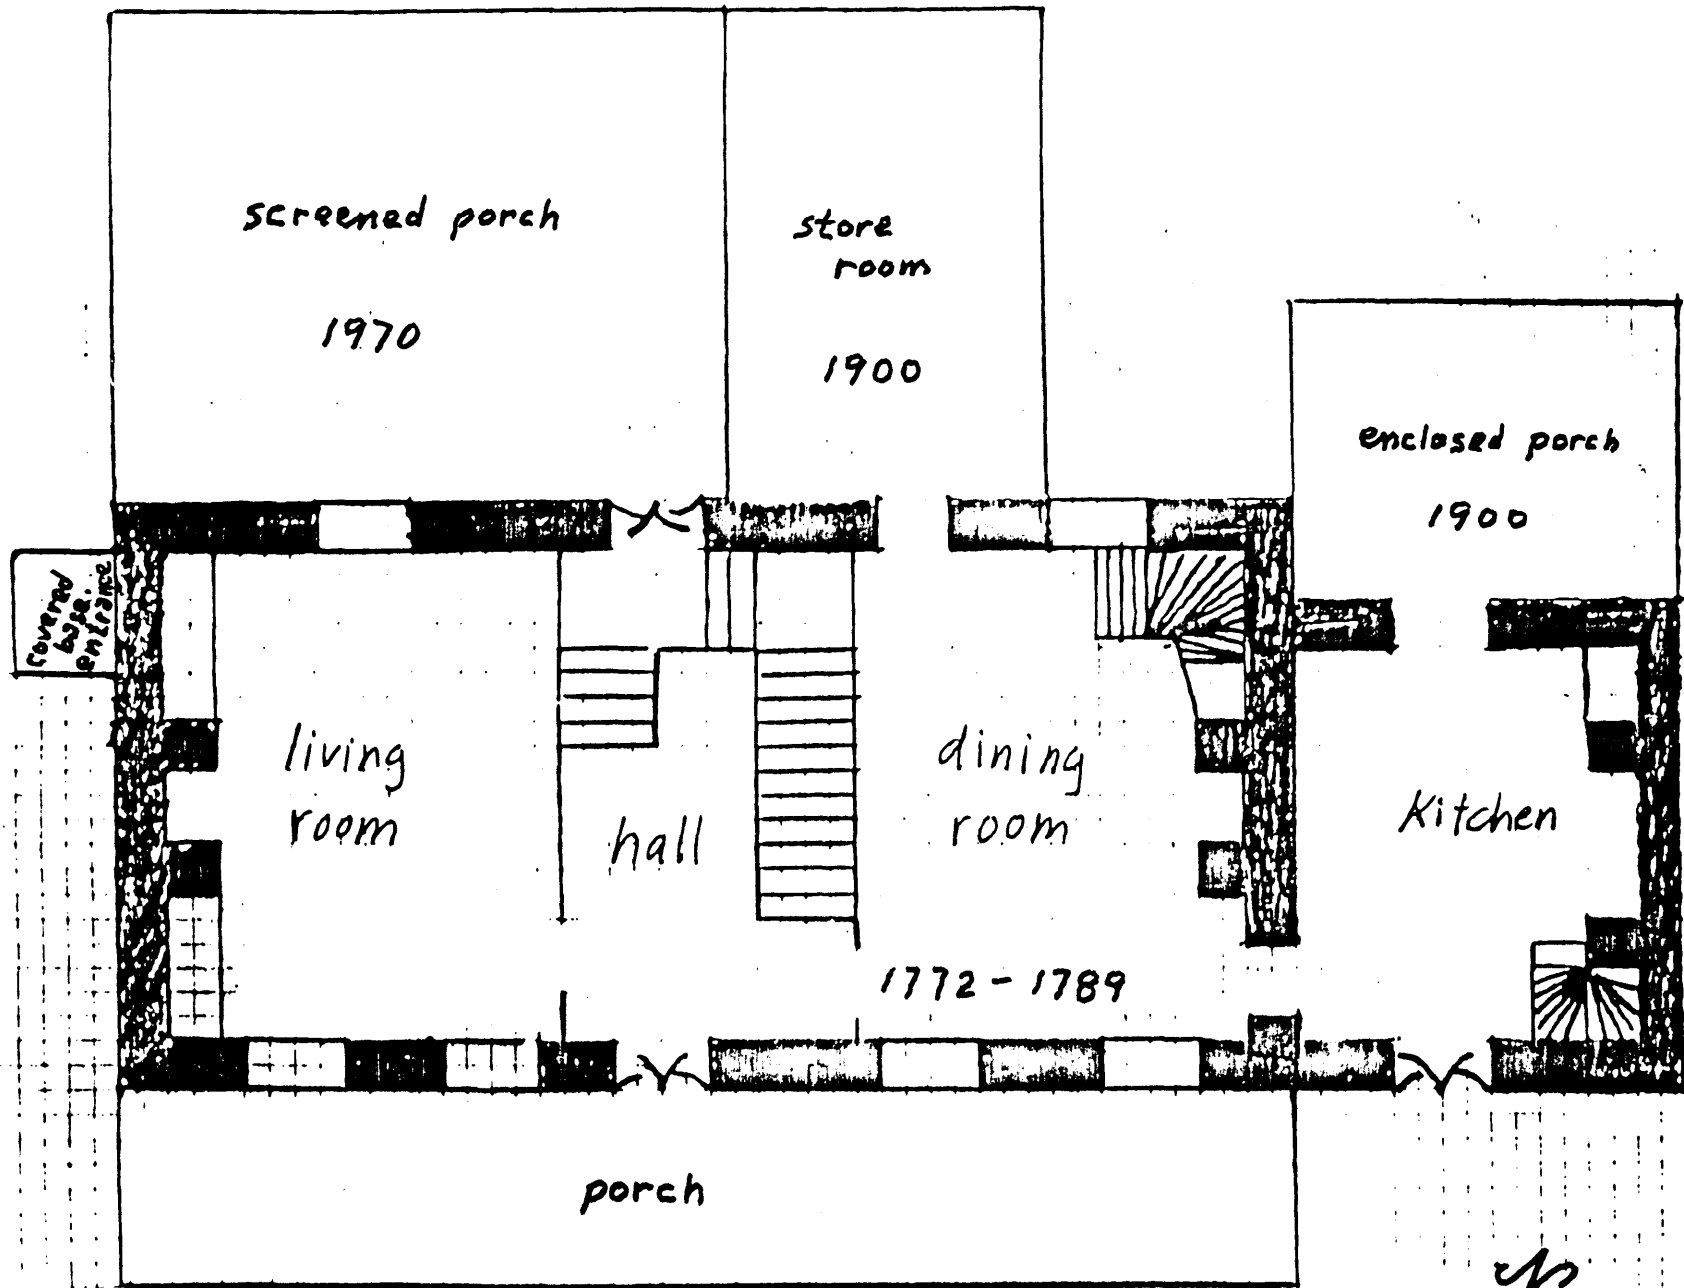 screened porch
1970
store
room
1900
enclosed porch
1900
covered
base.
entrance
living
room
hall
dining
room
Kitchen
1772 - 1789
porch